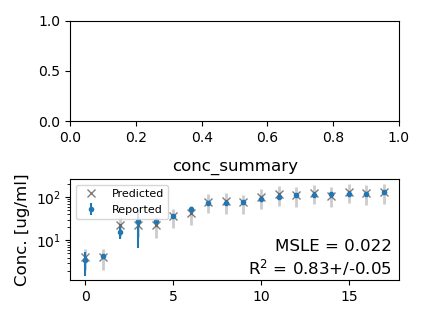 1.0
0.5
0.0
0.0 0.2 0.4 0.6 0.8 1.0
conc_summary
Conc. [ug/ml]
10²
10¹
Predicted
Reported
MSLE = 0.022
R² = 0.83+/-0.05
0 5 10 15